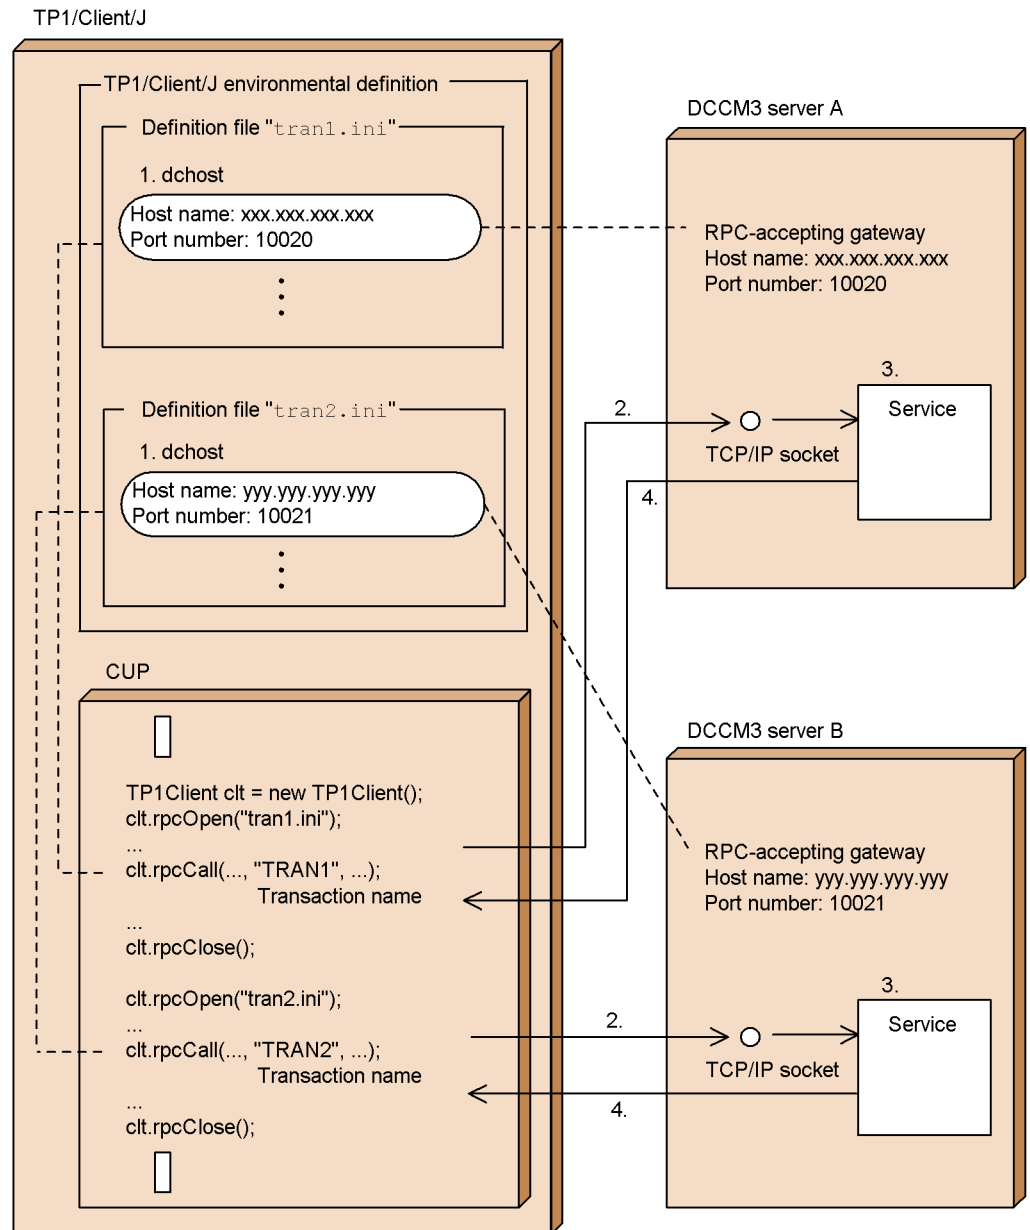 TP1/Client/J
TP1/Client/J environmental definition
Definition file "tran1.ini"
1. dchost
Host name: xxx.xxx.xxx.xxx
Port number: 10020
Definition file "tran2.ini"
1. dchost
Host name: yyy.yyy.yyy.yyy
Port number: 10021
CUP
TP1Client clt = new TP1Client();
clt.rpcOpen("tran1.ini");
...
clt.rpcCall(..., "TRAN1", ...);
Transaction name
...
clt.rpcClose();
clt.rpcOpen("tran2.ini");
...
clt.rpcCall(..., "TRAN2", ...);
Transaction name
...
clt.rpcClose();
DCCM3 server A
RPC-accepting gateway
Host name: xxx.xxx.xxx.xxx
Port number: 10020
3.
2.
Service
TCP/IP socket
4.
DCCM3 server B
RPC-accepting gateway
Host name: yyy.yyy.yyy.yyy
Port number: 10021
3.
2.
Service
TCP/IP socket
4.